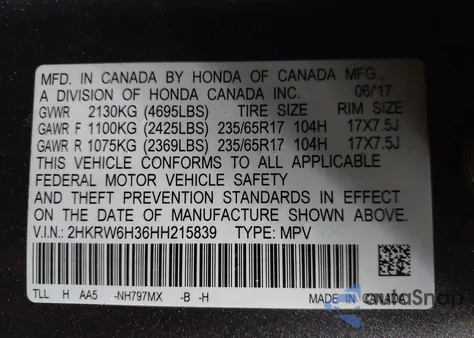 MFD. IN CANADA BY HONDA OF CANADA MFG.,
A DIVISION OF HONDA CANADA INC. 06/17
GVWR 2130KG (4695LBS) TIRE SIZE RIM SIZE
GAWR F 1100KG (2425LBS) 235/65R17 104H 17X7.5J
GAWR R 1075KG (2369LBS) 235/65R17 104H 17X7.5J
THIS VEHICLE CONFORMS TO ALL APPLICABLE
FEDERAL MOTOR VEHICLE SAFETY
AND THEFT PREVENTION STANDARDS IN EFFECT
ON THE DATE OF MANUFACTURE SHOWN ABOVE.
V.I.N.: 2HKRW6H36HH215839 TYPE: MPV
TLL H AA5 -NH797MX -B -H MADE IN CANADA
autoSnap